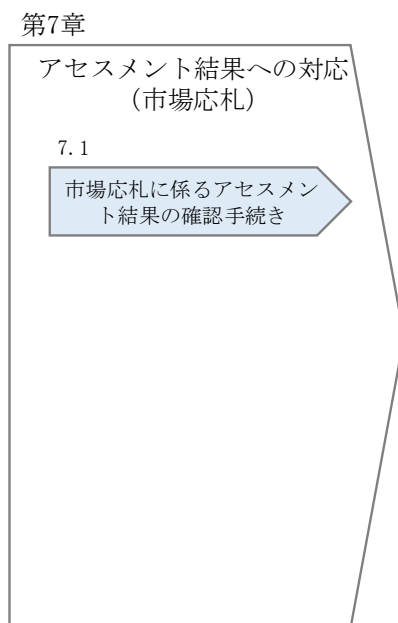 第7章
アセスメント結果への対応
（市場応札）
7.1
市場応札に係るアセスメン
ト結果の確認手続き